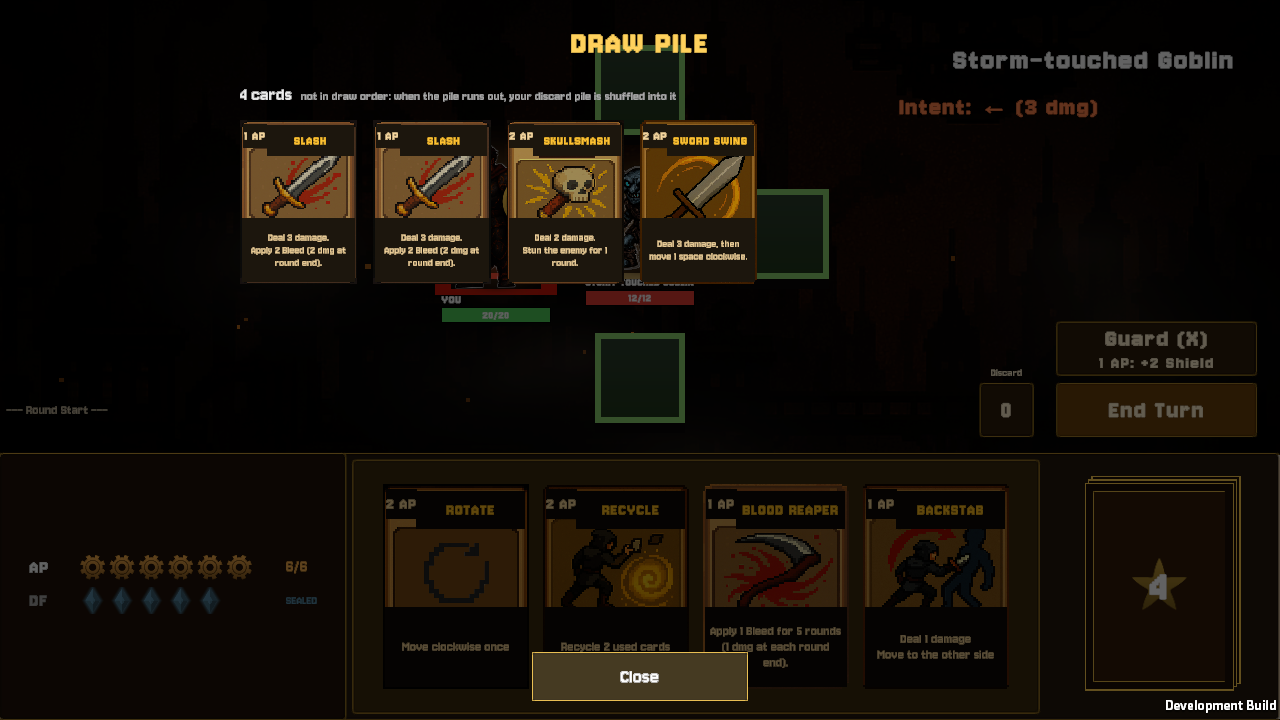 DRAW PILE
Storm-touched Goblin
4 cards not in draw order: when the pile runs out, your discard pile is shuffled into it
Intent: ← (3 dmg)
1 AP SLASH
Deal 3 damage.
Apply 2 Bleed (2 dmg at
round end).
1 AP SLASH
Deal 3 damage.
Apply 2 Bleed (2 dmg at
round end).
2 AP SKULLSMASH
Deal 2 damage.
Stun the enemy for 1
round.
2 AP SWORD SWING
Deal 3 damage, then
move 1 space clockwise.
YOU
20/20
12/12
Guard (X)
1 AP: +2 Shield
Discard
0
End Turn
—— Round Start ——
AP 6/6
DF SEALED
2 AP ROTATE
Move clockwise once
2 AP RECYCLE
Recycle 2 used cards
1 AP BLOOD REAPER
Apply 1 Bleed for 5 rounds
(1 dmg at each round
end).
1 AP BACKSTAB
Deal 1 damage
Move to the other side
4
Close
Development Build